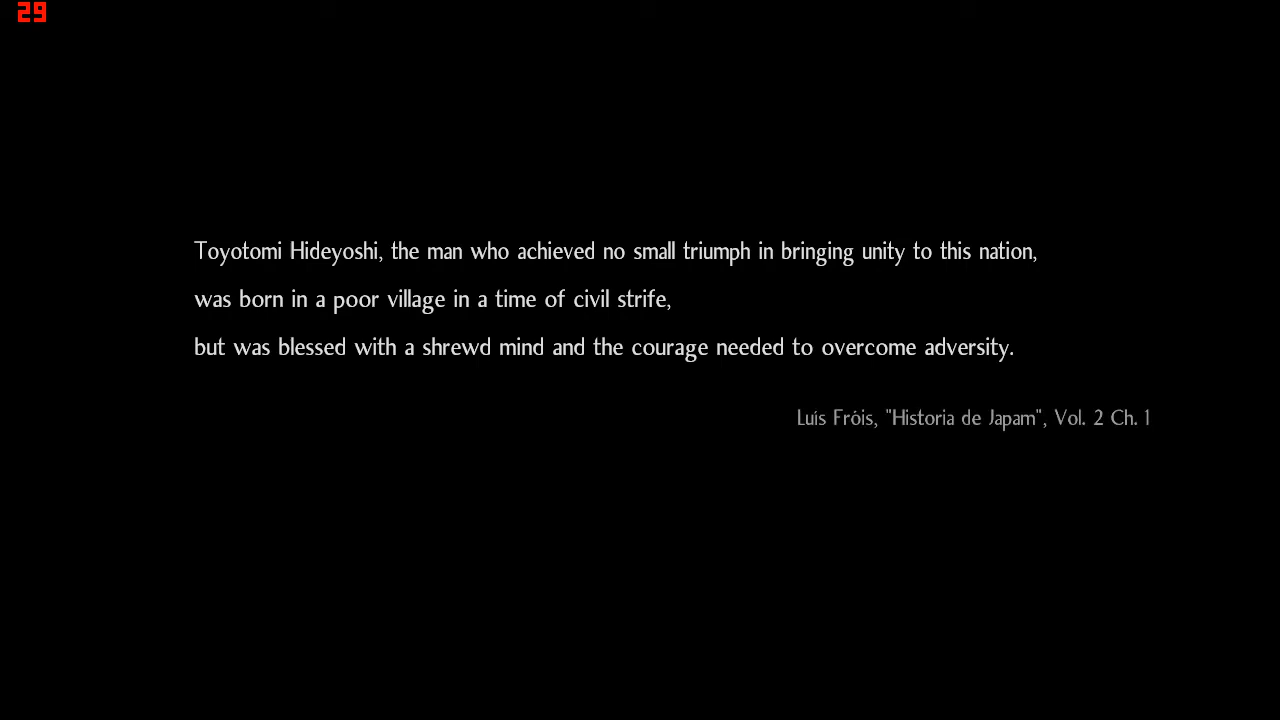 29
Toyotomi Hideyoshi, the man who achieved no small triumph in bringing unity to this nation,
was born in a poor village in a time of civil strife,
but was blessed with a shrewd mind and the courage needed to overcome adversity.
Luís Fróis, "Historia de Japam", Vol. 2 Ch. 1